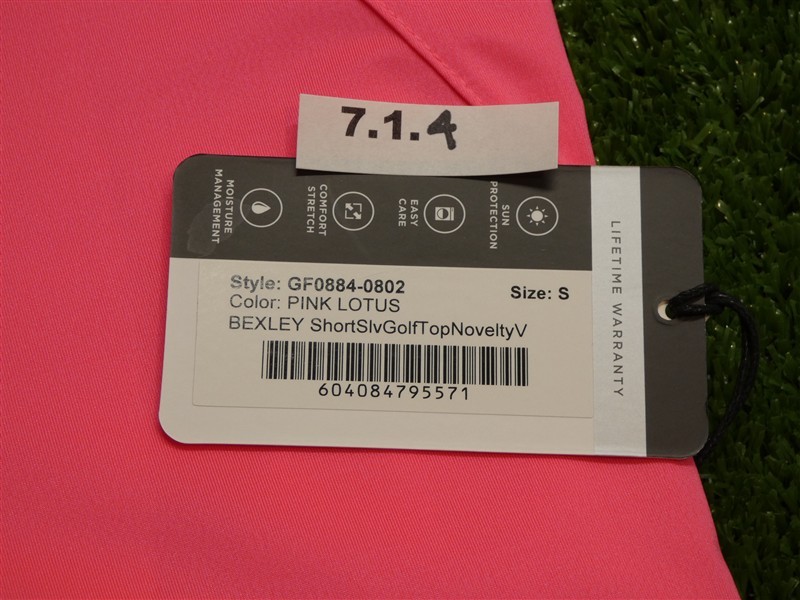 7.1.4
MOISTURE
MANAGEMENT
COMFORT
STRETCH
EASY
CARE
SUN
PROTECTION
LIFETIME WARRANTY
Style: GF0884-0802
Size: S
Color: PINK LOTUS
BEXLEY ShortSlvGolfTopNoveltyV
604084795571